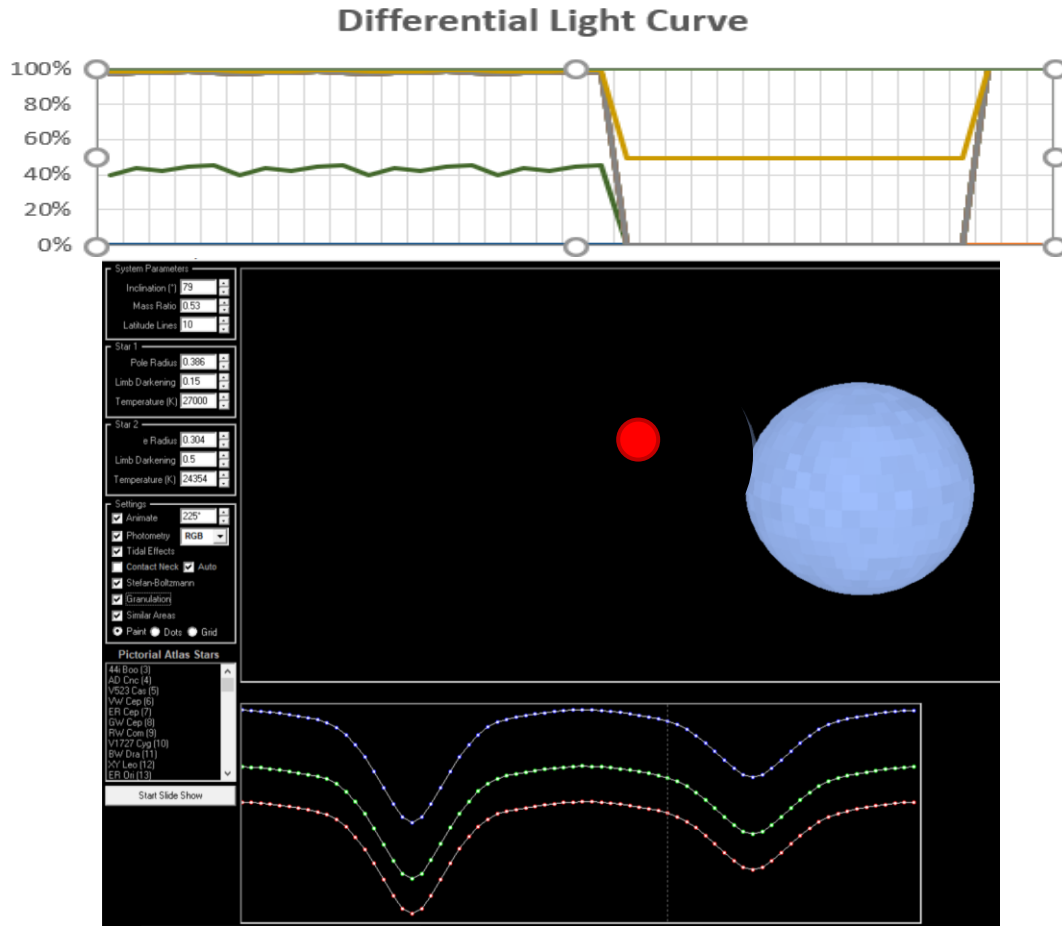 Differential Light Curve
100%
80%
60%
40%
20%
0%
System Parameters
Inclination (°) 79
Mass Ratio 0.53
Latitude Lines 10
Star 1
Pole Radius 0.386
Limb Darkening 0.15
Temperature (K) 27000
Star 2
e Radius 0.304
Limb Darkening 0.5
Temperature (K) 24354
Settings
Animate 225°
Photometry RGB
Tidal Effects
Contact Neck Auto
Stefan-Boltzmann
Granulation
Similar Areas
Paint Dots Grid
Pictorial Atlas Stars
44i Boo (3)
AD Cnc (4)
V523 Cas (5)
VW Cep (6)
ER Cep (7)
GW Cep (8)
RW Com (9)
V1727 Cyg (10)
BW Dra (11)
XY Leo (12)
ER Ori (13)
Start Slide Show